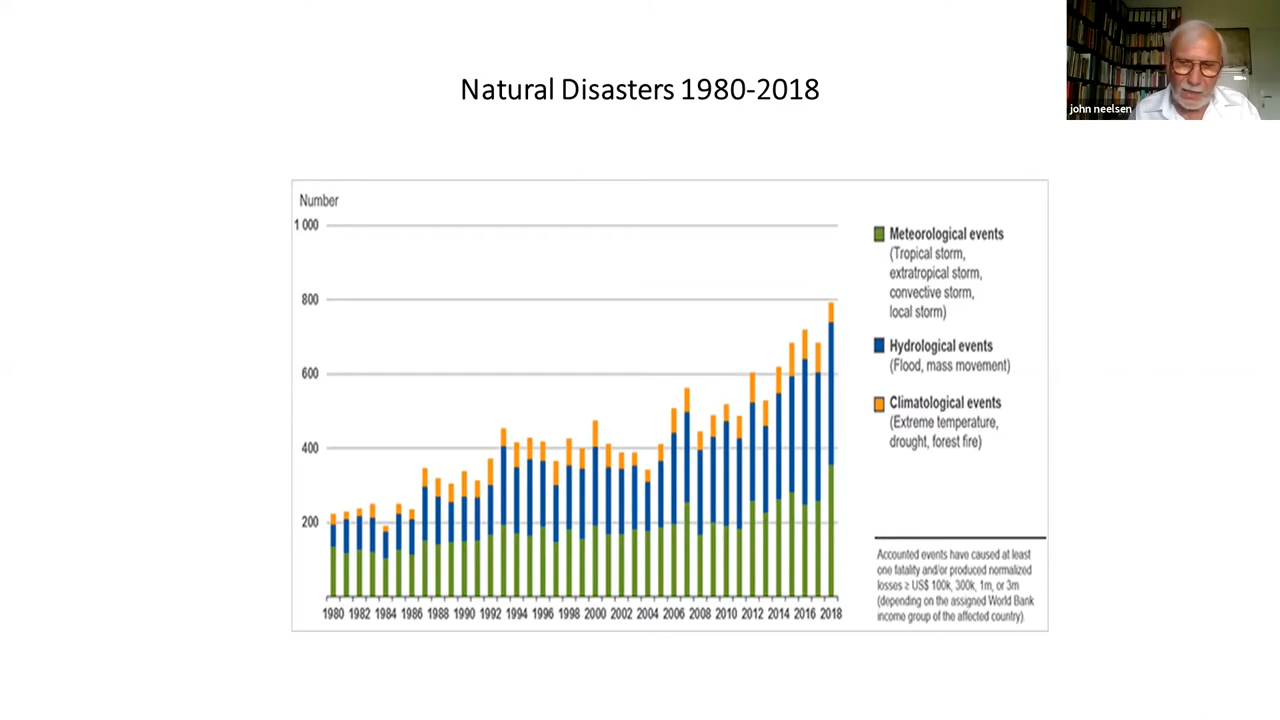 Natural Disasters 1980-2018
john neelsen
Number
1 000
800
600
400
200
1980 1982 1984 1986 1988 1990 1992 1994 1996 1998 2000 2002 2004 2006 2008 2010 2012 2014 2016 2018
Meteorological events
(Tropical storm,
extratropical storm,
convective storm,
local storm)
Hydrological events
(Flood, mass movement)
Climatological events
(Extreme temperature,
drought, forest fire)
Accounted events have caused at least
one fatality and/or produced normalized
losses ≥ US$ 100k, 300k, 1m, or 3m
(depending on the assigned World Bank
income group of the affected country).